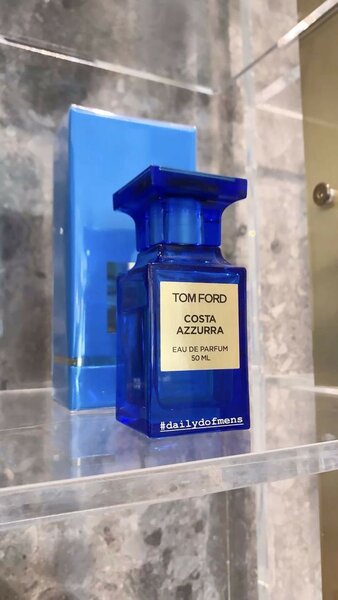 TOM FORD
COSTA
AZZURRA
EAU DE PARFUM
50 ML
#dailydofmens